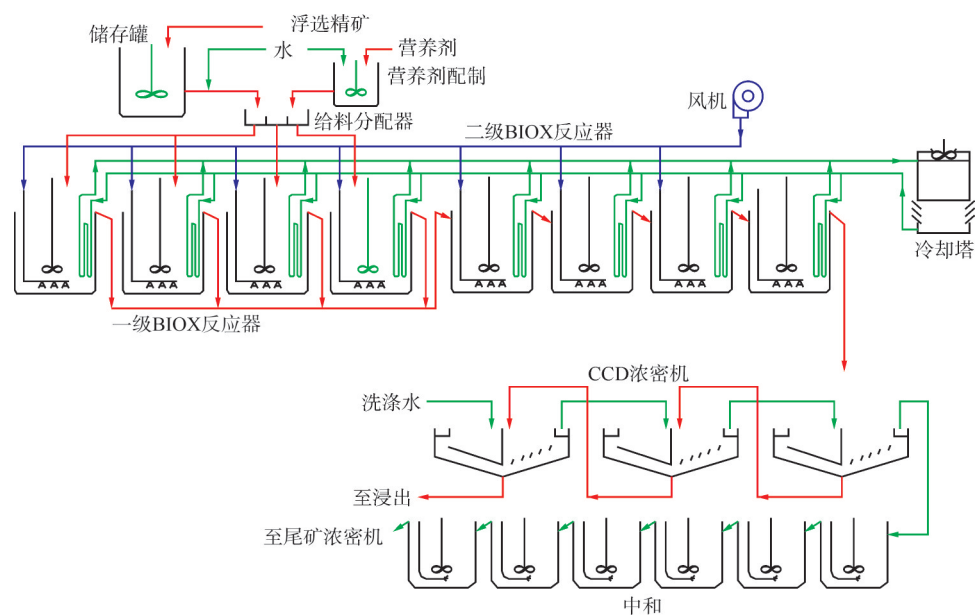 浮选精矿
储存罐
水
营养剂
营养剂配制
风机
给料分配器
二级BIOX反应器
冷却塔
一级BIOX反应器
CCD浓密机
洗涤水
至浸出
至尾矿浓密机
中和